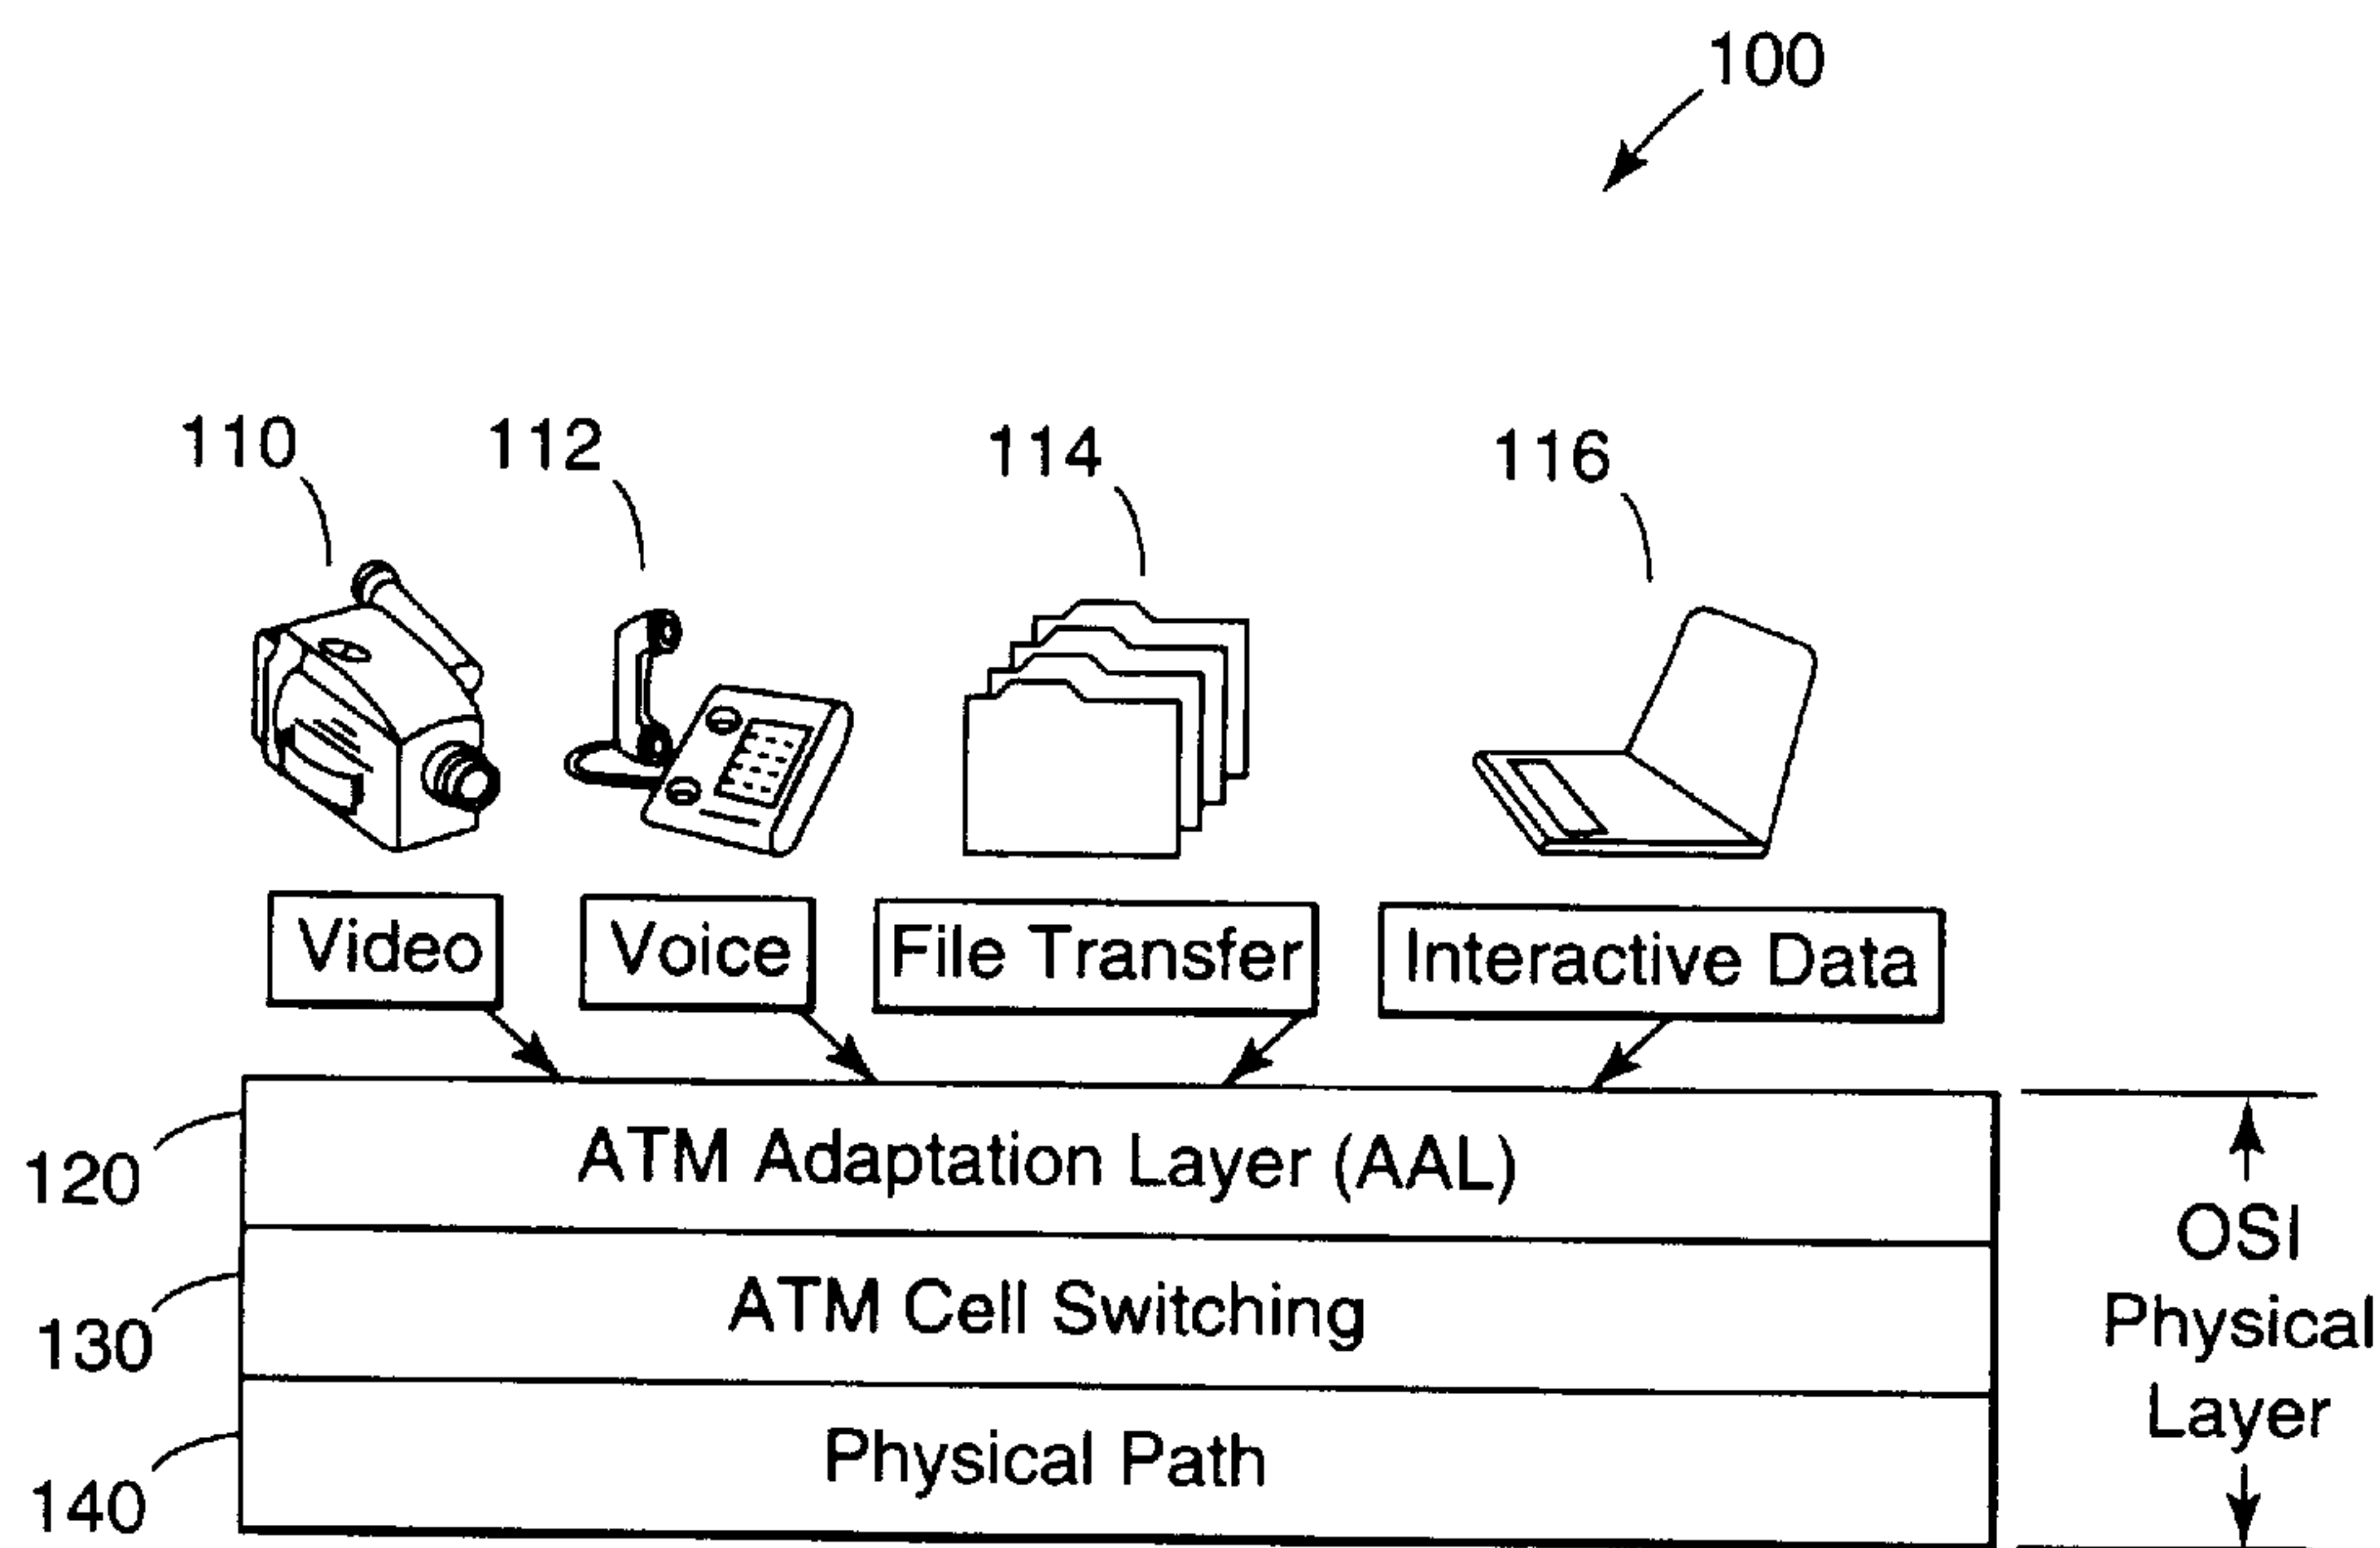 100
110
112
114
116
Video
Voice
File Transfer
Interactive Data
120
ATM Adaptation Layer (AAL)
130
ATM Cell Switching
140
Physical Path
OSI
Physical
Layer